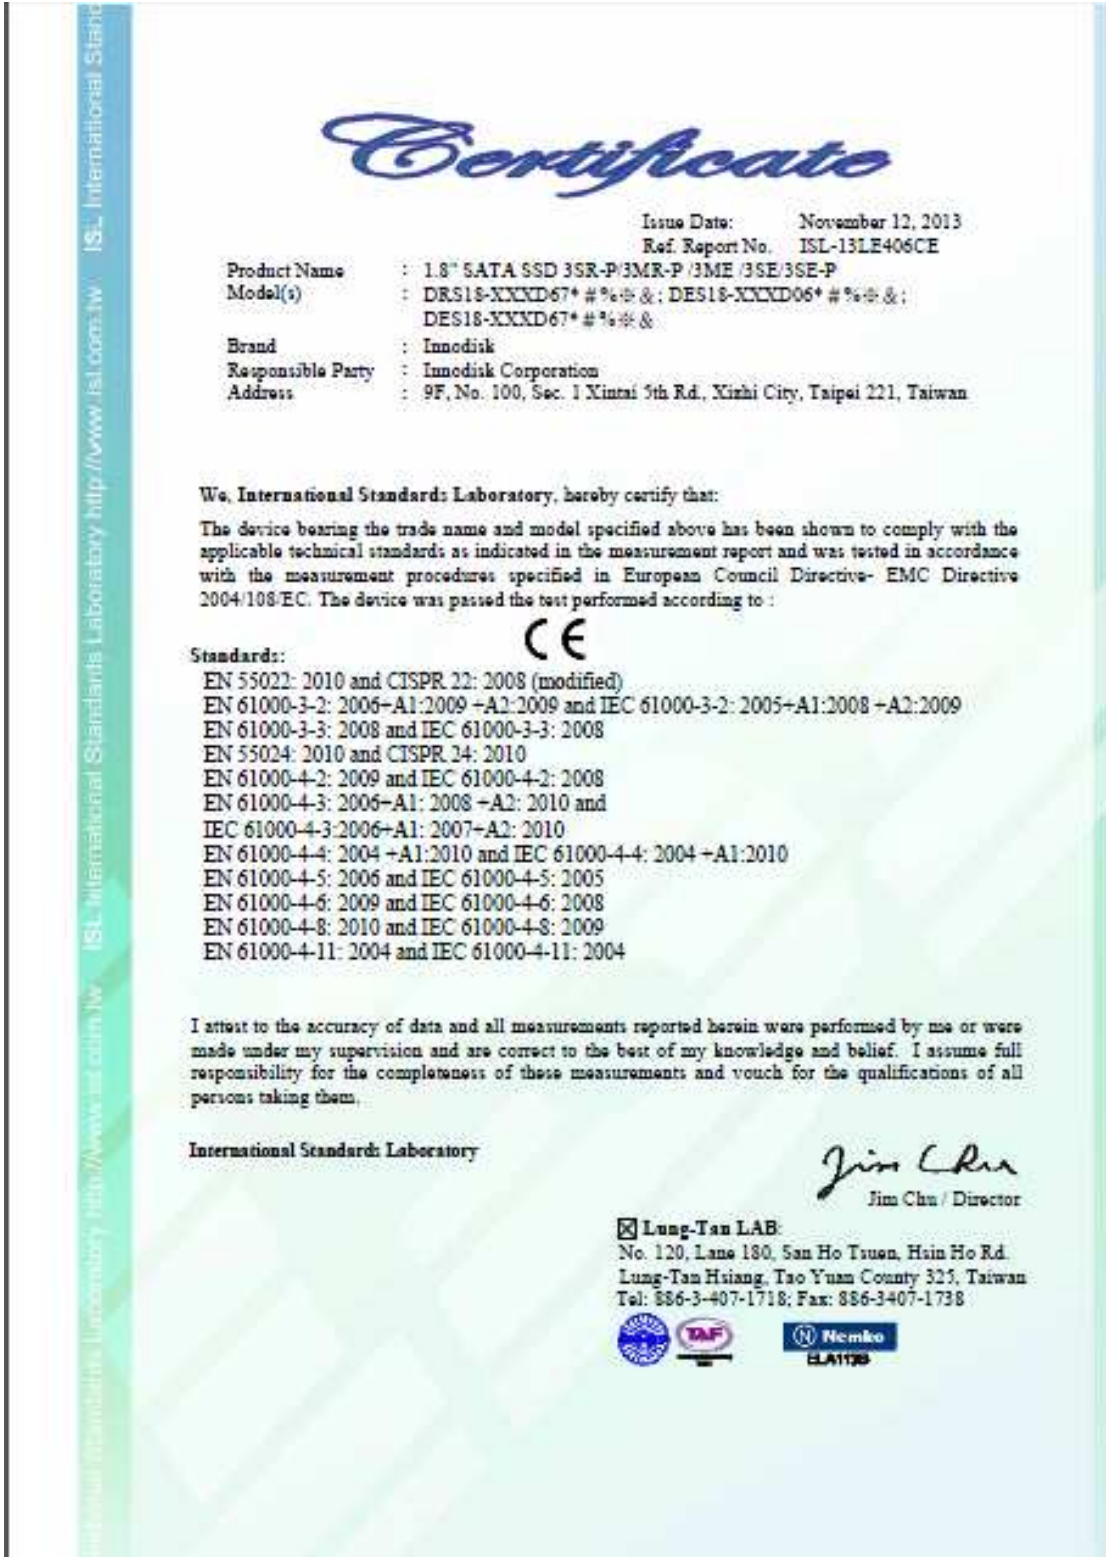 Certificate
Issue Date: November 12, 2013
Ref. Report No. ISL-13LE406CE
Product Name : 1.8" SATA SSD 3SR-P/3MR-P /3ME /3SE/3SE-P
Model(s) : DRS18-XXXD67* #%※&; DES18-XXXD06* #%※&;
DES18-XXXD67* #%※&
Brand : Innodisk
Responsible Party : Innodisk Corporation
Address : 9F, No. 100, Sec. 1 Xintai 5th Rd., Xizhi City, Taipei 221, Taiwan
We, International Standards Laboratory, hereby certify that:
The device bearing the trade name and model specified above has been shown to comply with the
applicable technical standards as indicated in the measurement report and was tested in accordance
with the measurement procedures specified in European Council Directive- EMC Directive
2004/108/EC. The device was passed the test performed according to :
CE
Standards:
EN 55022: 2010 and CISPR 22: 2008 (modified)
EN 61000-3-2: 2006+A1:2009 +A2:2009 and IEC 61000-3-2: 2005+A1:2008 +A2:2009
EN 61000-3-3: 2008 and IEC 61000-3-3: 2008
EN 55024: 2010 and CISPR 24: 2010
EN 61000-4-2: 2009 and IEC 61000-4-2: 2008
EN 61000-4-3: 2006+A1: 2008 +A2: 2010 and
IEC 61000-4-3:2006+A1: 2007+A2: 2010
EN 61000-4-4: 2004 +A1:2010 and IEC 61000-4-4: 2004 +A1:2010
EN 61000-4-5: 2006 and IEC 61000-4-5: 2005
EN 61000-4-6: 2009 and IEC 61000-4-6: 2008
EN 61000-4-8: 2010 and IEC 61000-4-8: 2009
EN 61000-4-11: 2004 and IEC 61000-4-11: 2004
I attest to the accuracy of data and all measurements reported herein were performed by me or were
made under my supervision and are correct to the best of my knowledge and belief. I assume full
responsibility for the completeness of these measurements and vouch for the qualifications of all
persons taking them.
International Standards Laboratory
Jim Chu
Jim Chu / Director
☒ Lung-Tan LAB:
No. 120, Lane 180, San Ho Tsuen, Hsin Ho Rd.
Lung-Tan Hsiang, Tao Yuan County 325, Taiwan
Tel: 886-3-407-1718; Fax: 886-3407-1738
TAF
N Nemko
ELA113B
International Standards Laboratory http://www.isl.com.tw ISL International Standards Laboratory http://www.isl.com.tw ISL International Stand